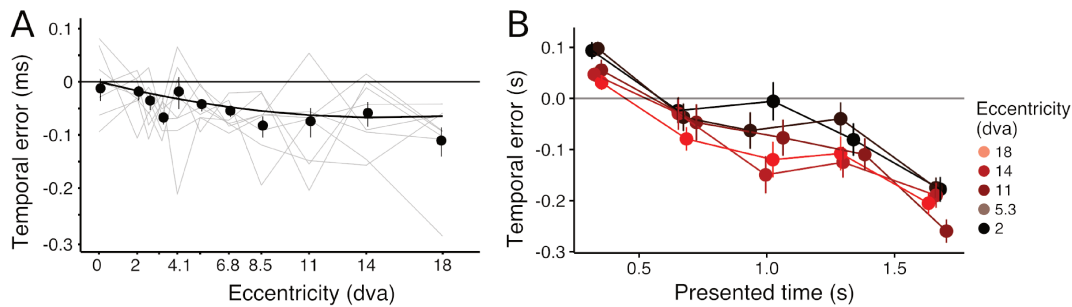 A
Temporal error (ms)
0.1
0
-0.1
-0.2
-0.3
0 2 4.1 6.8 8.5 11 14 18
Eccentricity (dva)
B
Temporal error (s)
0.1
0.0
-0.1
-0.2
-0.3
0.5 1.0 1.5
Presented time (s)
Eccentricity
(dva)
18
14
11
5.3
2